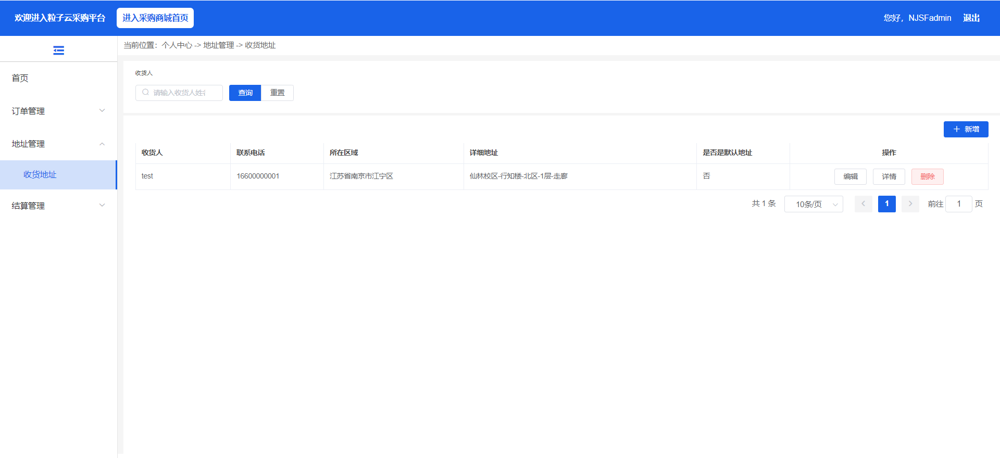 欢迎进入粒子云采购平台 进入采购商城首页 您好，NJSFadmin 退出
当前位置：个人中心 -> 地址管理 -> 收货地址
首页
订单管理
地址管理
收货地址
结算管理
收货人
请输入收货人姓
查询 重置
新增
收货人 联系电话 所在区域 详细地址 是否是默认地址 操作
test 16600000001 江苏省南京市江宁区 仙林校区-行知楼-北区-1层-走廊 否 编辑 详情 删除
共 1 条 10条/页 1 前往 1 页